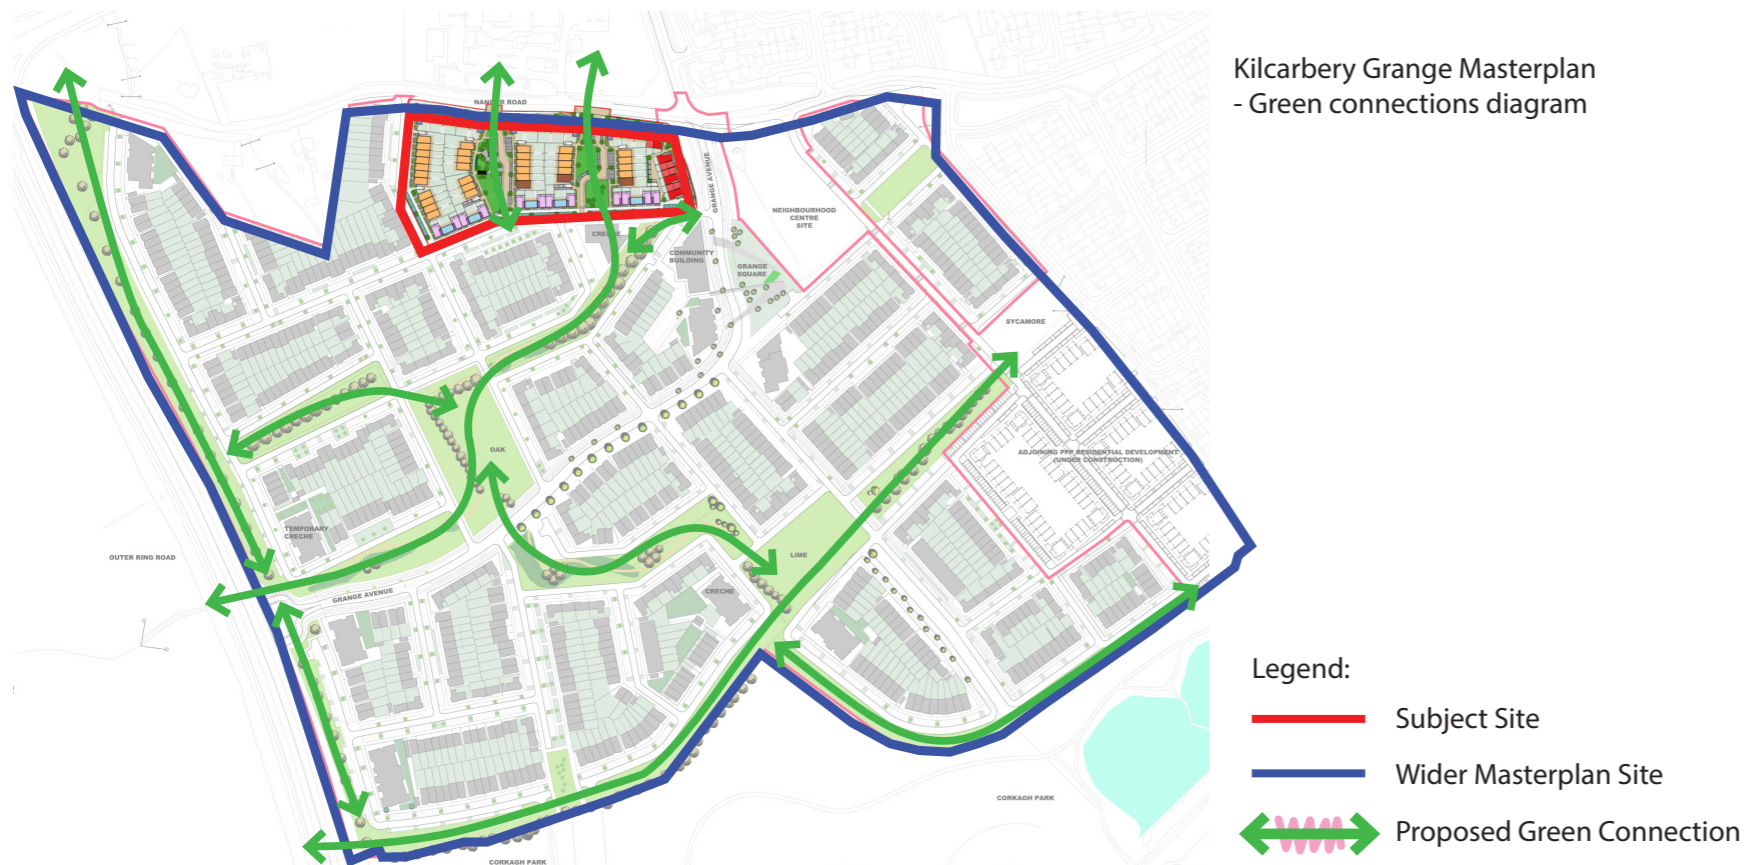 Kilcarbery Grange Masterplan
- Green connections diagram
NANGOR ROAD
GRANGE AVENUE
NEIGHBOURHOOD
CENTRE
SITE
CRECHE
COMMUNITY
BUILDING
GRANGE
SQUARE
SYCAMORE
OAK
ADJOINING PPP RESIDENTIAL DEVELOPMENT
(UNDER CONSTRUCTION)
TEMPORARY
CRECHE
OUTER RING ROAD
LIME
GRANGE AVENUE
CRECHE
CORKAGH PARK
CORKAGH PARK
Legend:
Subject Site
Wider Masterplan Site
Proposed Green Connection